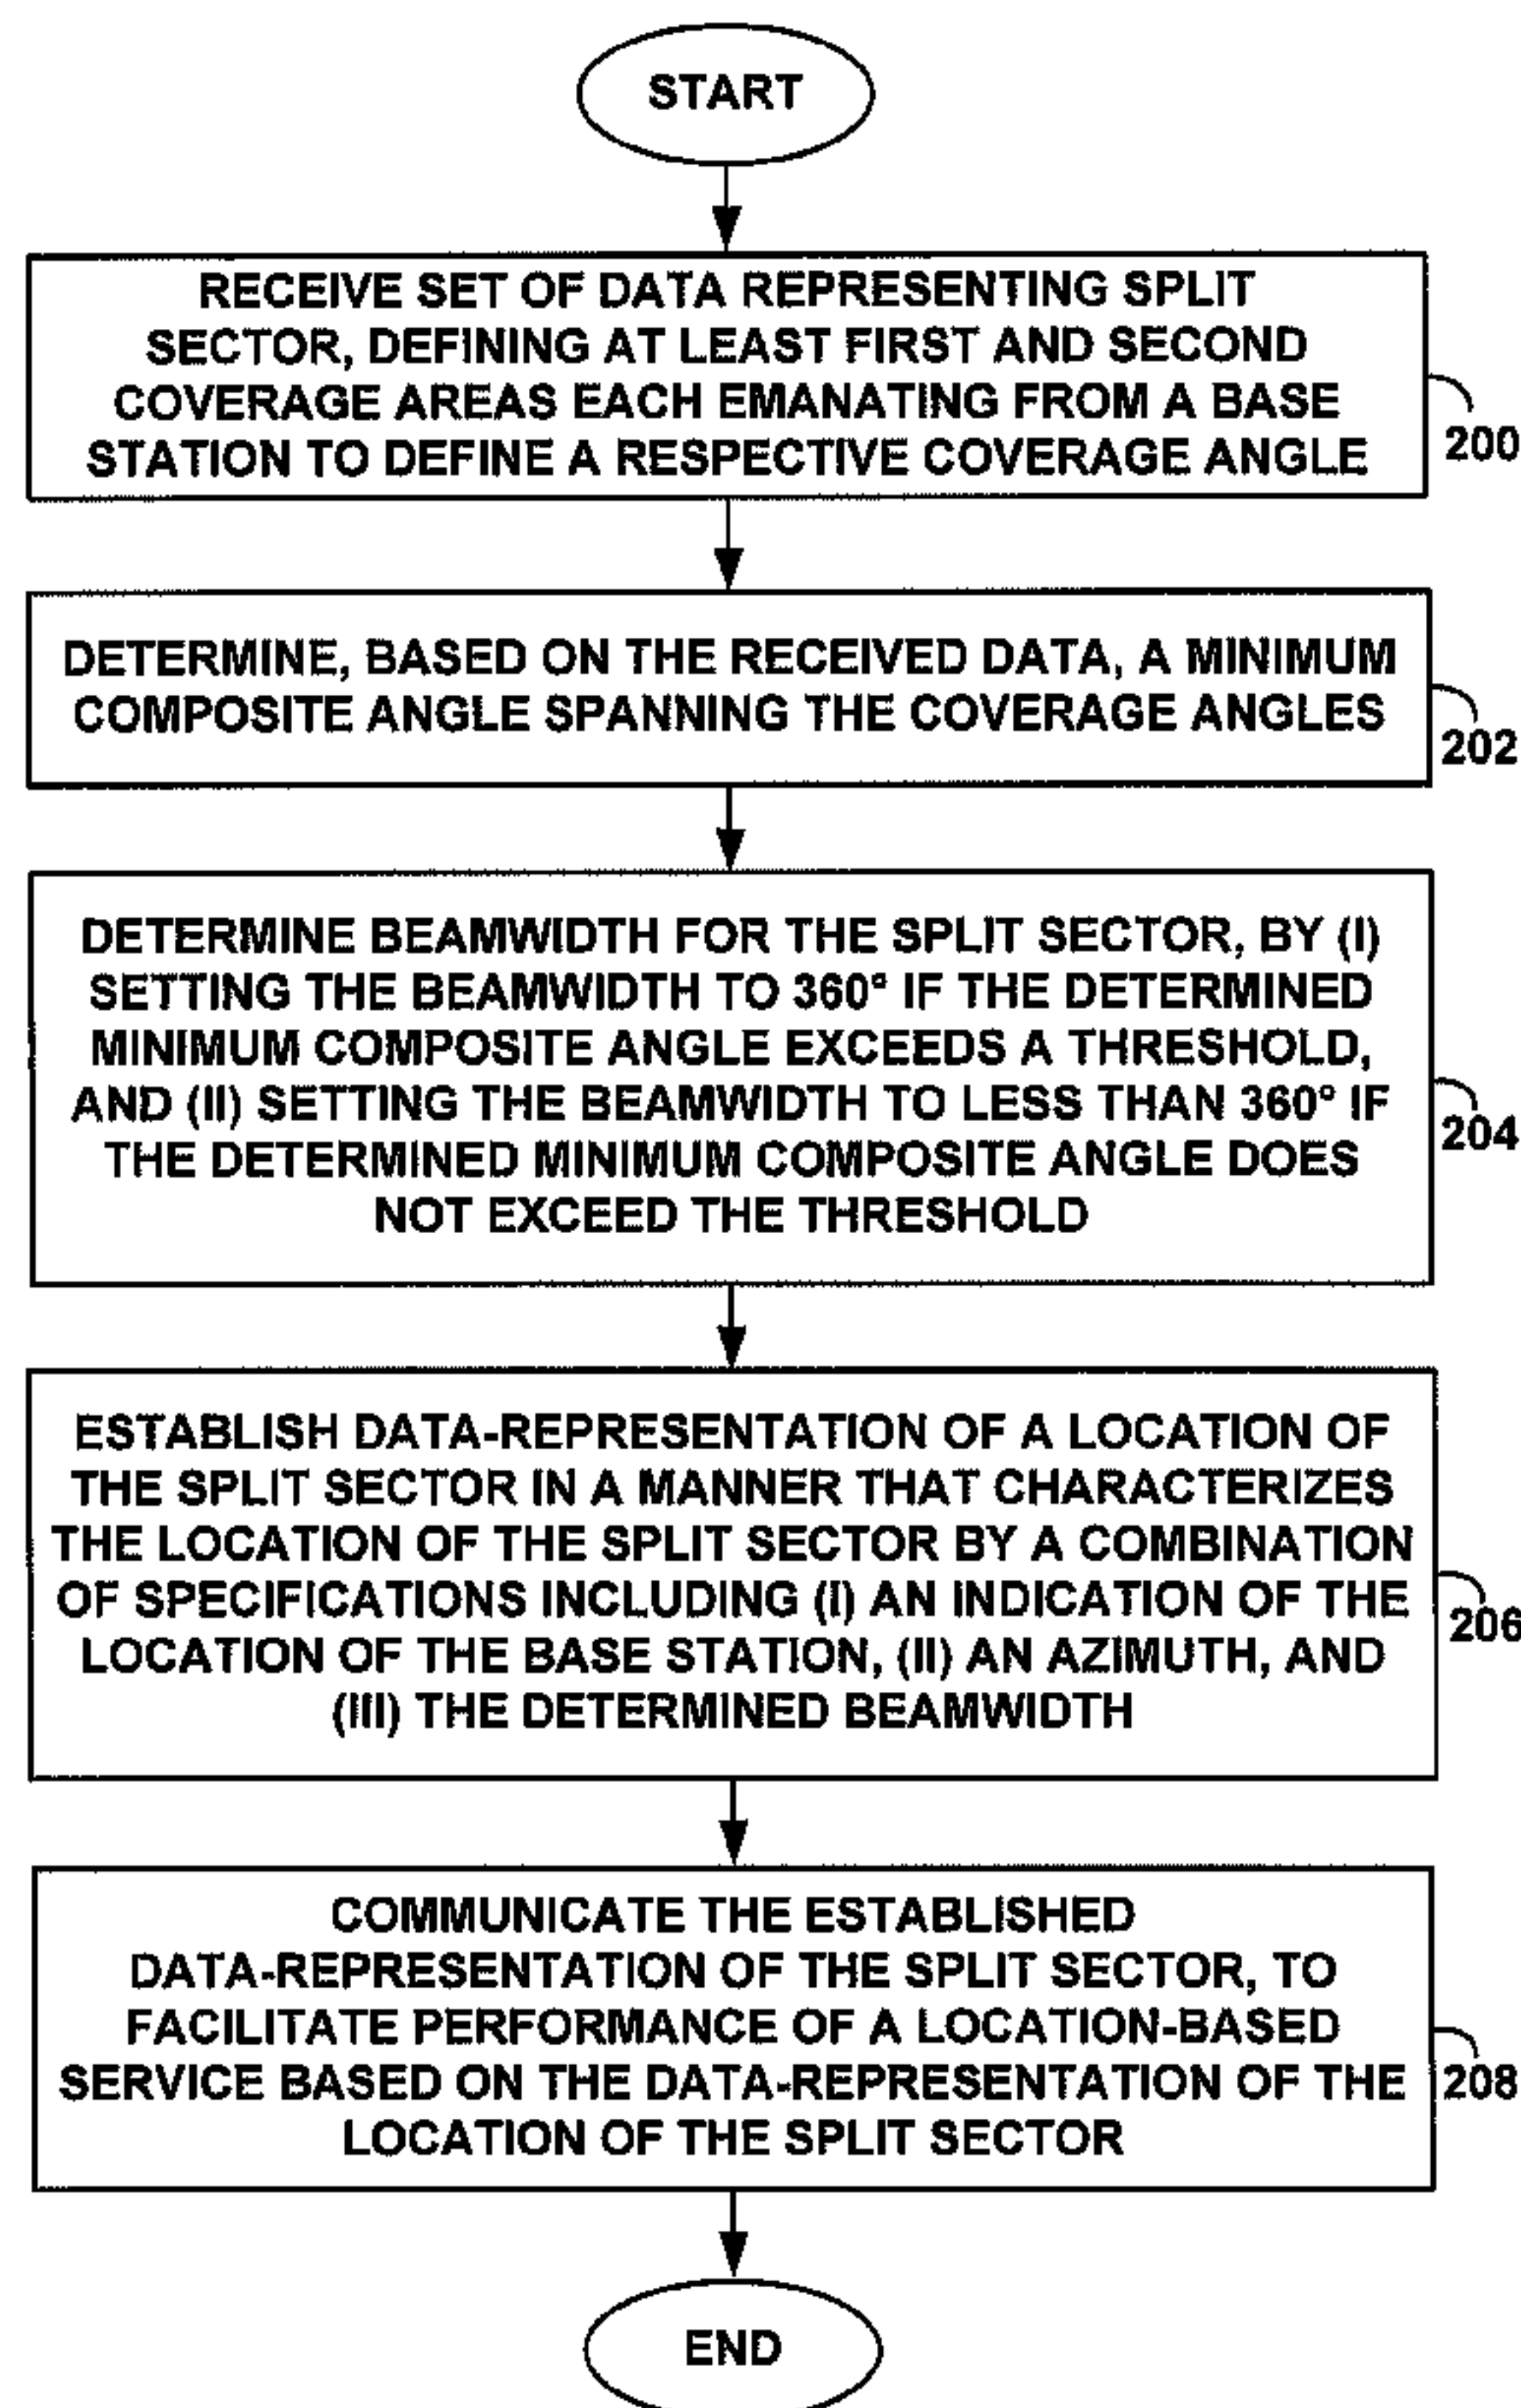 START
RECEIVE SET OF DATA REPRESENTING SPLIT
SECTOR, DEFINING AT LEAST FIRST AND SECOND
COVERAGE AREAS EACH EMANATING FROM A BASE
STATION TO DEFINE A RESPECTIVE COVERAGE ANGLE
200
DETERMINE, BASED ON THE RECEIVED DATA, A MINIMUM
COMPOSITE ANGLE SPANNING THE COVERAGE ANGLES
202
DETERMINE BEAMWIDTH FOR THE SPLIT SECTOR, BY (I)
SETTING THE BEAMWIDTH TO 360° IF THE DETERMINED
MINIMUM COMPOSITE ANGLE EXCEEDS A THRESHOLD,
AND (II) SETTING THE BEAMWIDTH TO LESS THAN 360° IF
THE DETERMINED MINIMUM COMPOSITE ANGLE DOES
NOT EXCEED THE THRESHOLD
204
ESTABLISH DATA-REPRESENTATION OF A LOCATION OF
THE SPLIT SECTOR IN A MANNER THAT CHARACTERIZES
THE LOCATION OF THE SPLIT SECTOR BY A COMBINATION
OF SPECIFICATIONS INCLUDING (I) AN INDICATION OF THE
LOCATION OF THE BASE STATION, (II) AN AZIMUTH, AND
(III) THE DETERMINED BEAMWIDTH
206
COMMUNICATE THE ESTABLISHED
DATA-REPRESENTATION OF THE SPLIT SECTOR, TO
FACILITATE PERFORMANCE OF A LOCATION-BASED
SERVICE BASED ON THE DATA-REPRESENTATION OF THE
LOCATION OF THE SPLIT SECTOR
208
END